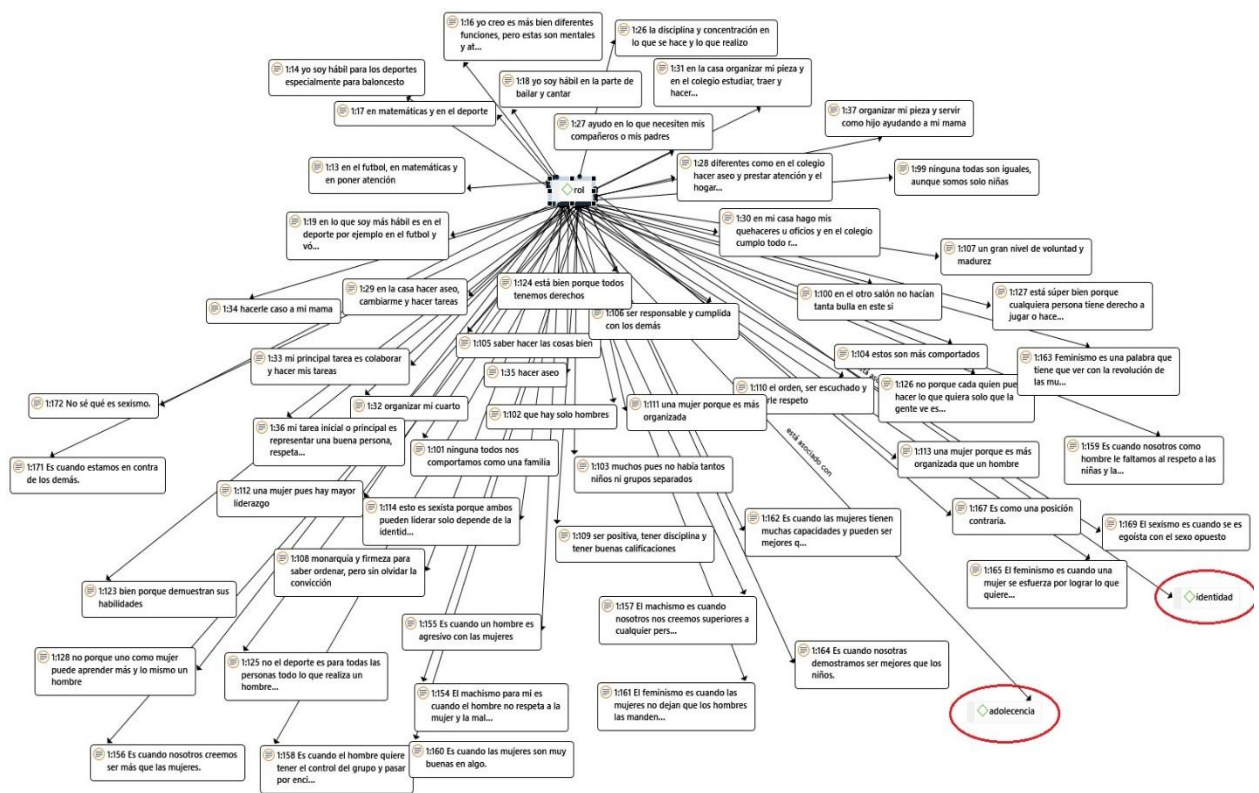 1:16 yo creo es más bien diferentes
funciones, pero estas son mentales
y at...
1:26 la disciplina y concentración en
lo que se hace y lo que realizo
1:14 yo soy hábil para los deportes
especialmente para baloncesto
1:18 yo soy hábil en la parte de
bailar y cantar
1:31 en la casa organizar mi pieza y
en el colegio estudiar, traer y
hacer...
1:17 en matemáticas y en el deporte
1:27 ayudo en lo que necesiten mis
compañeros o mis padres
1:37 organizar mi pieza y servir
como hijo ayudando a mi mama
1:13 en el futbol, en matemáticas y
en poner atención
rol
1:28 diferentes como en el colegio
hacer aseo y prestar atención y el
hogar...
1:99 ninguna todas son iguales,
aunque somos solo niñas
1:19 en lo que soy más hábil es en el
deporte por ejemplo en el futbol y
vó...
1:30 en mi casa hago mis
quehaceres u oficios y en el colegio
cumplo todo r...
1:107 un gran nivel de voluntad y
madurez
1:29 en la casa hacer aseo,
cambiarme y hacer tareas
1:124 está bien porque todos
tenemos derechos
1:100 en el otro salón no hacían
tanta bulla en este si
1:127 está súper bien porque
cualquier persona tiene derecho a
jugar o hace...
1:34 hacerle caso a mi mama
1:106 ser responsable y cumplida
con los demás
1:105 saber hacer las cosas bien
1:33 mi principal tarea es colaborar
y hacer mis tareas
1:104 estos son más comportados
1:163 Feminismo es una palabra que
tiene que ver con la revolución de
las mu...
1:35 hacer aseo
está aso
1:110 el orden, ser escuchado y
rle respeto
1:126 no porque cada quien pue
hacer lo que quiera solo que la
gente ve es...
1:172 No sé qué es sexismo.
1:32 organizar mi cuarto
1:102 que hay solo hombres
1:111 una mujer porque es más
organizada
1:36 mi tarea inicial o principal es
representar una buena persona,
respeta...
está asociado con
1:101 ninguna todos nos
comportamos como una familia
1:113 una mujer porque es más
organizada que un hombre
1:159 Es cuando nosotros como
hombre le faltamos al respeto a las
niñas y la...
1:171 Es cuando estamos en contra
de los demás.
1:103 muchos pues no había tantos
niños ni grupos separados
1:112 una mujer pues hay mayor
liderazgo
1:114 esto es sexista porque ambos
pueden liderar solo depende de la
identid...
1:167 Es como una posición
contraria.
1:162 Es cuando las mujeres tienen
muchas capacidades y pueden ser
mejores q...
1:169 El sexismo es cuando se es
egoísta con el sexo opuesto
1:109 ser positiva, tener disciplina y
tener buenas calificaciones
1:108 monarquía y firmeza para
saber ordenar, pero sin olvidar la
convicción
1:165 El feminismo es cuando una
mujer se esfuerza por lograr lo que
quiere...
1:123 bien porque demuestran sus
habilidades
identidad
1:157 El machismo es cuando
nosotros nos creemos superiores a
cualquier pers...
1:155 Es cuando un hombre es
agresivo con las mujeres
1:128 no porque uno como mujer
puede aprender más y lo mismo un
hombre
1:125 no el deporte es para todas las
personas todo lo que realiza un
hombre...
1:164 Es cuando nosotras
demostramos ser mejores que los
niños.
1:154 El machismo para mi es
cuando el hombre no respeta a la
mujer y la mal...
1:161 El feminismo es cuando las
mujeres no dejan que los hombres
las manden...
adolecencia
1:156 Es cuando nosotros creemos
ser más que las mujeres.
1:158 Es cuando el hombre quiere
tener el control del grupo y pasar
por enci...
1:160 Es cuando las mujeres son muy
buenas en algo.